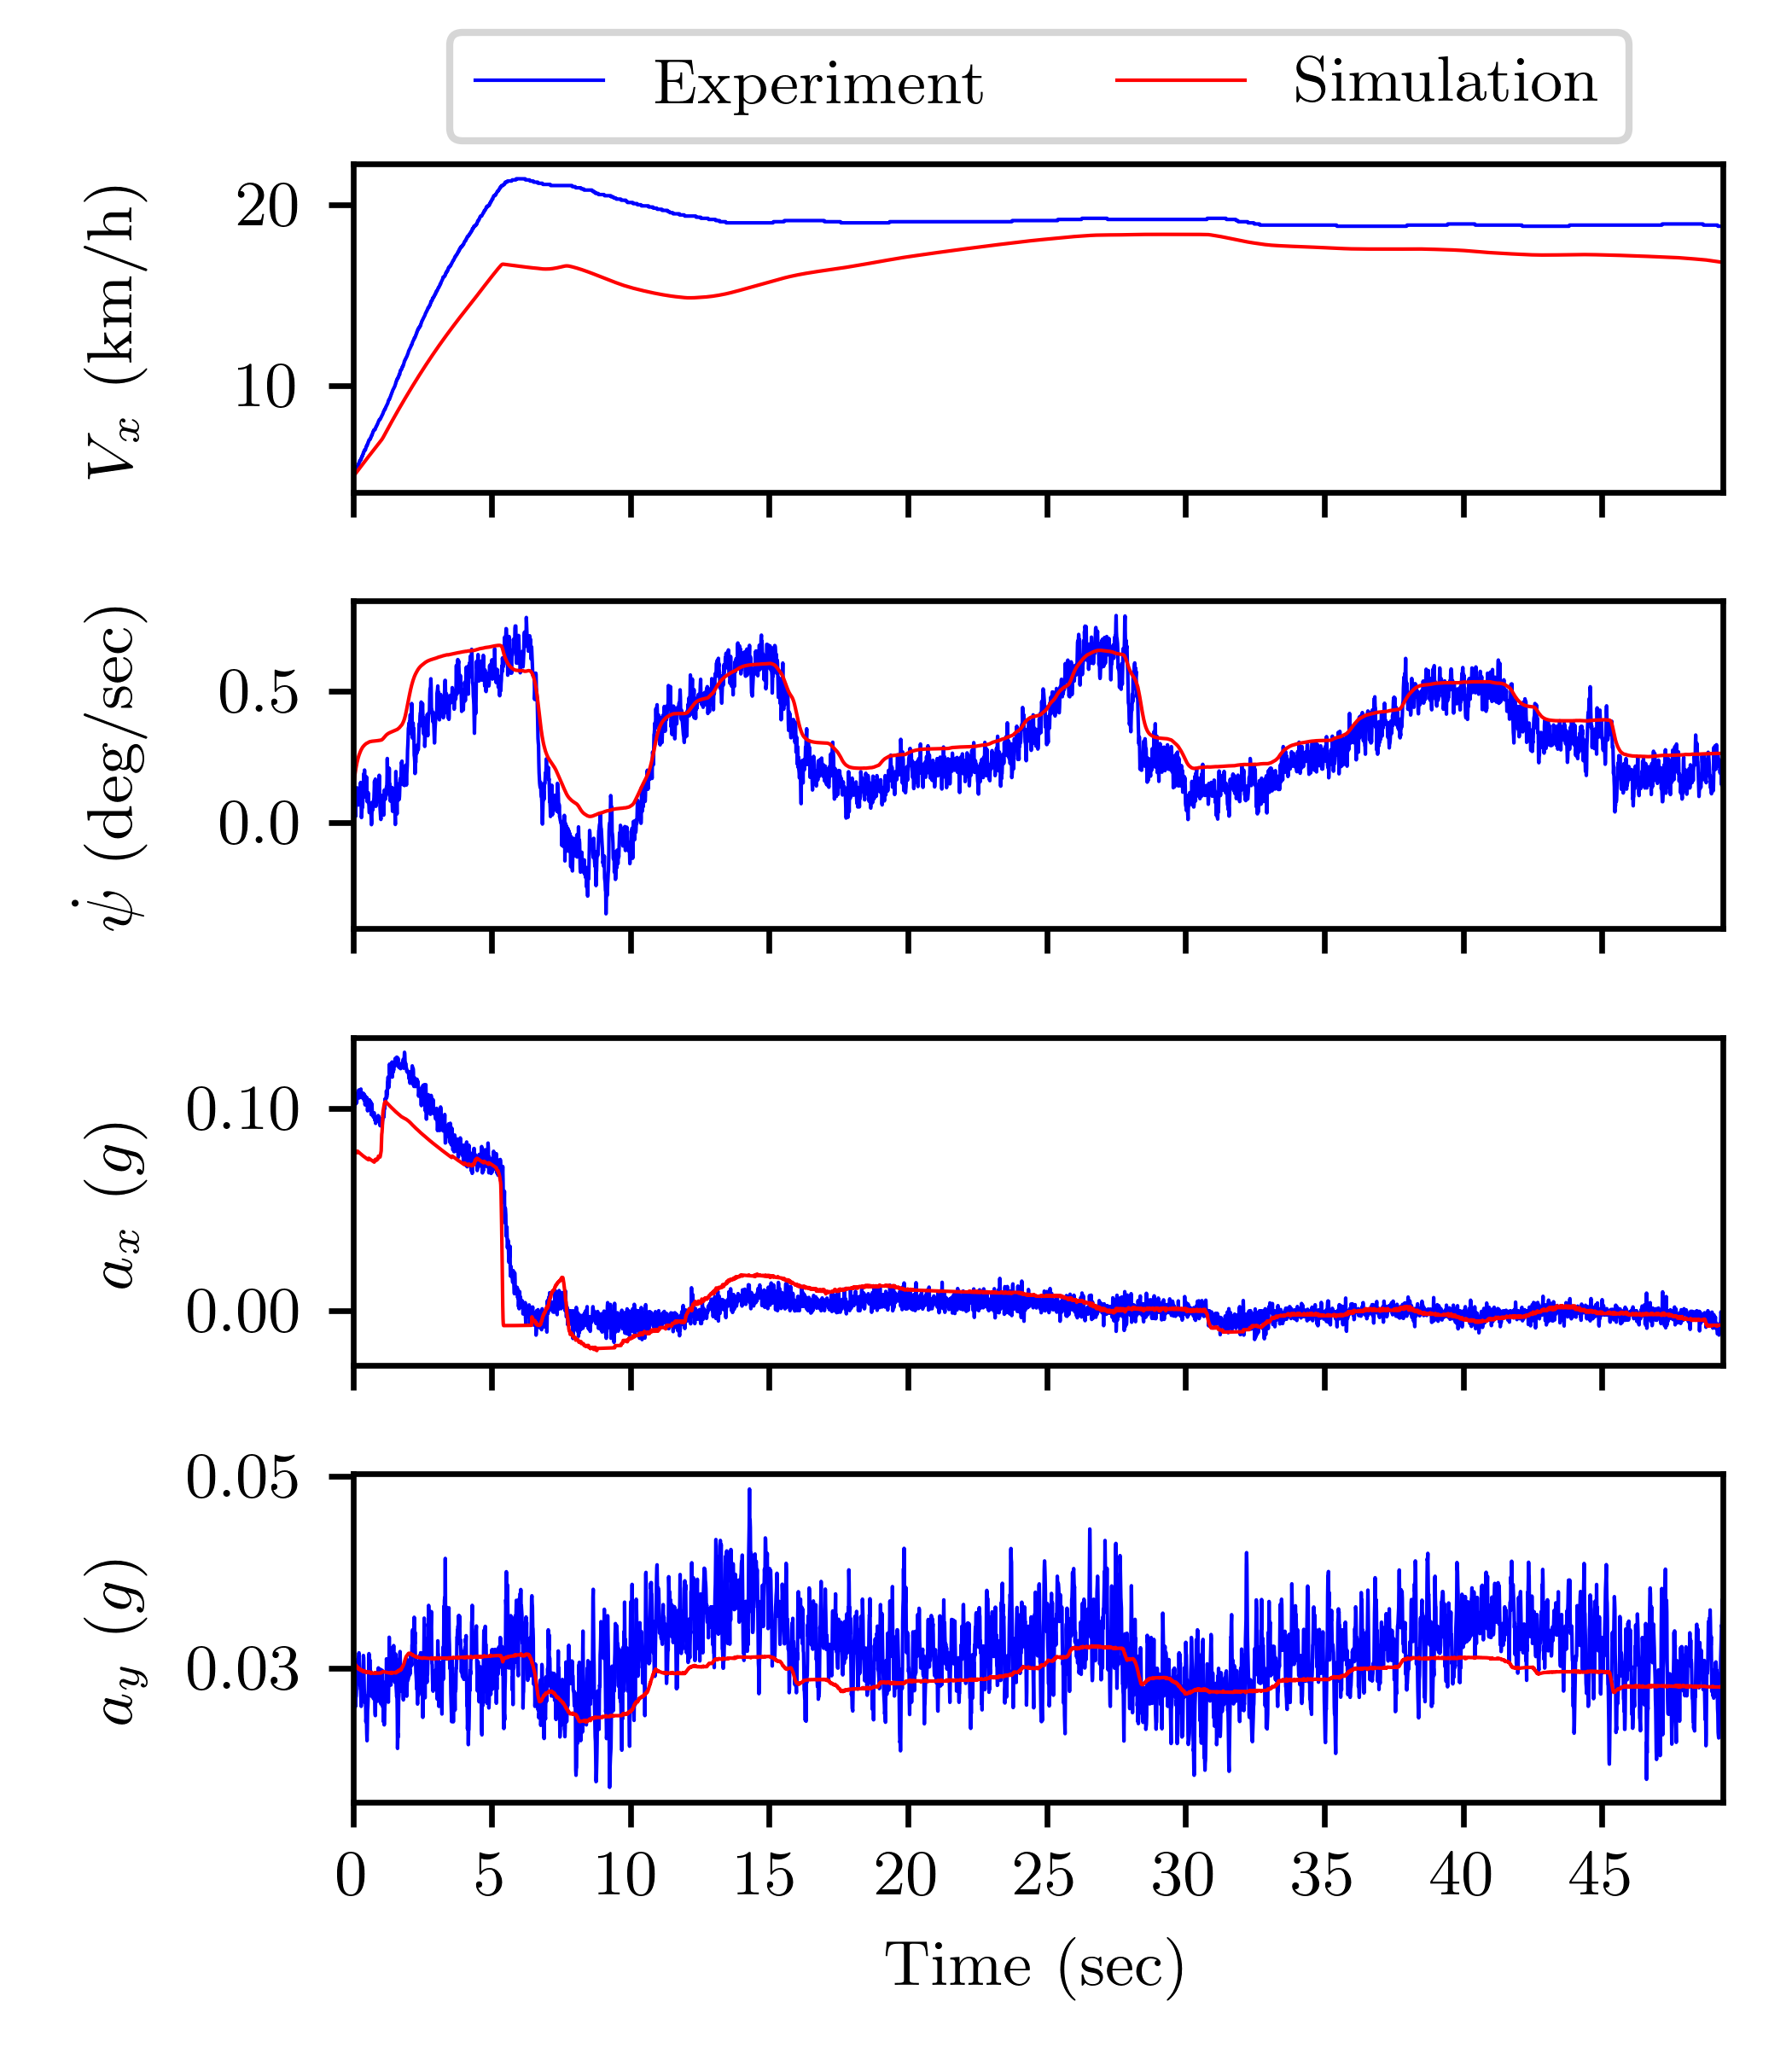 Experiment Simulation
V_x (km/h)
20
10
ψ̇ (deg/sec)
0.5
0.0
a_x (g)
0.10
0.00
a_y (g)
0.05
0.03
0 5 10 15 20 25 30 35 40 45
Time (sec)